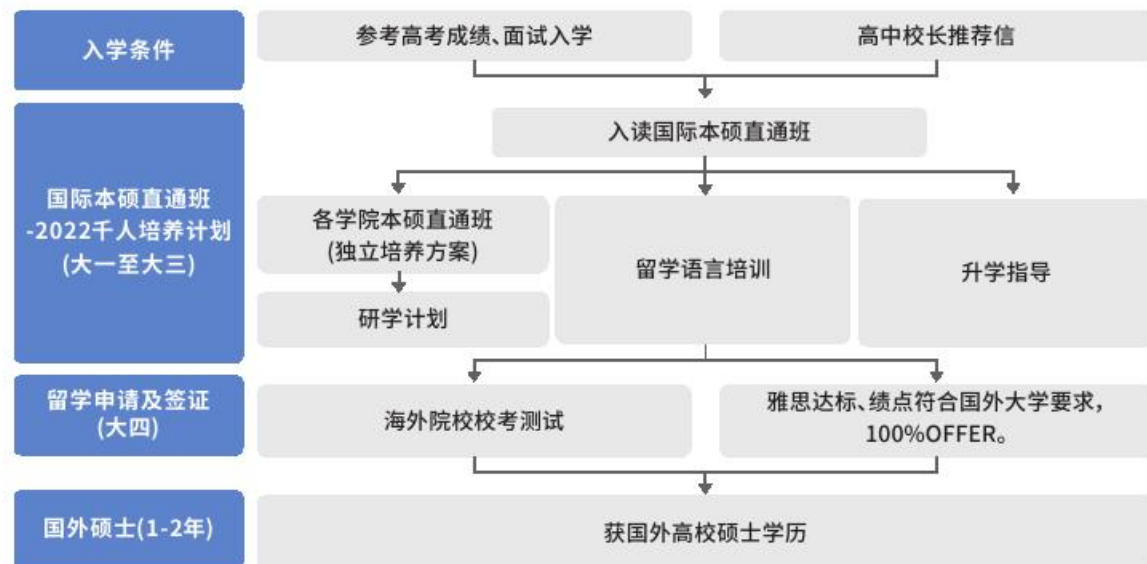 入学条件
参考高考成绩、面试入学
高中校长推荐信
国际本硕直通班
-2022千人培养计划
(大一至大三)
入读国际本硕直通班
各学院本硕直通班
(独立培养方案)
研学计划
留学语言培训
升学指导
留学申请及签证
(大四)
海外院校校考测试
雅思达标、绩点符合国外大学要求,
100%OFFER。
国外硕士(1-2年)
获国外高校硕士学历